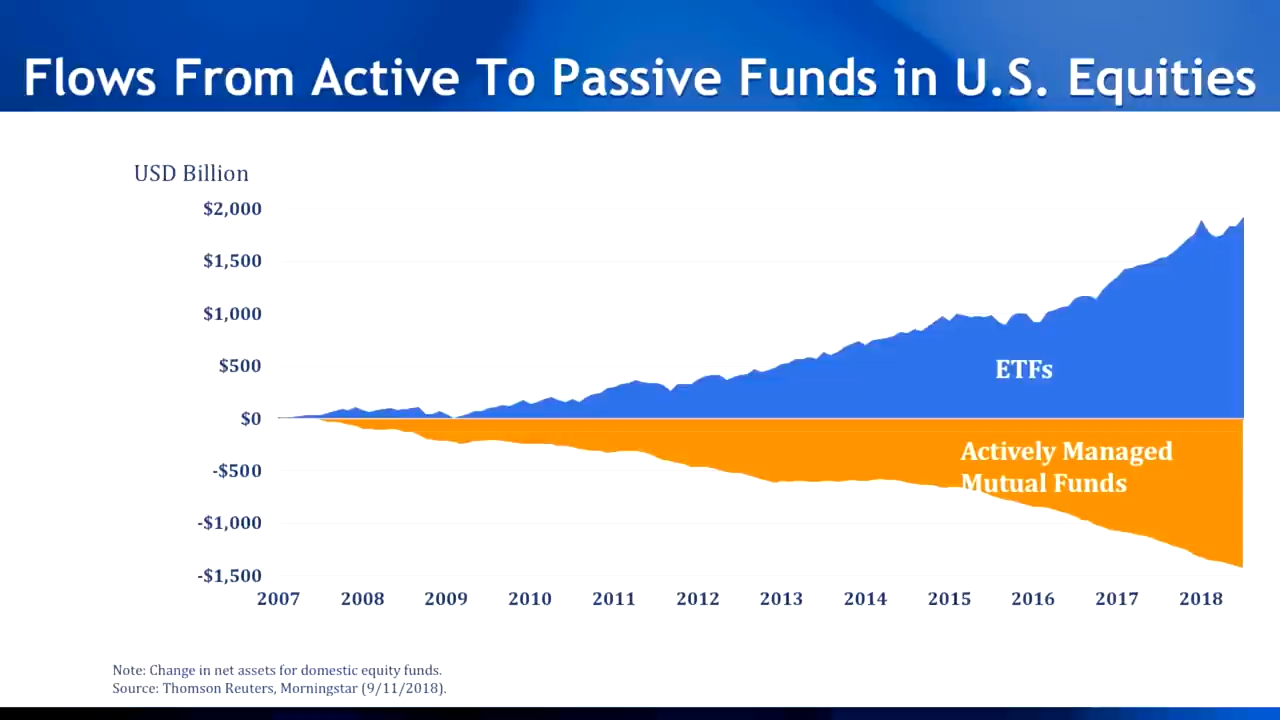 Flows From Active To Passive Funds in U.S. Equities
USD Billion
$2,000
$1,500
$1,000
$500
$0
-$500
-$1,000
-$1,500
ETFs
Actively Managed
Mutual Funds
2007 2008 2009 2010 2011 2012 2013 2014 2015 2016 2017 2018
Note: Change in net assets for domestic equity funds.
Source: Thomson Reuters, Morningstar (9/11/2018).